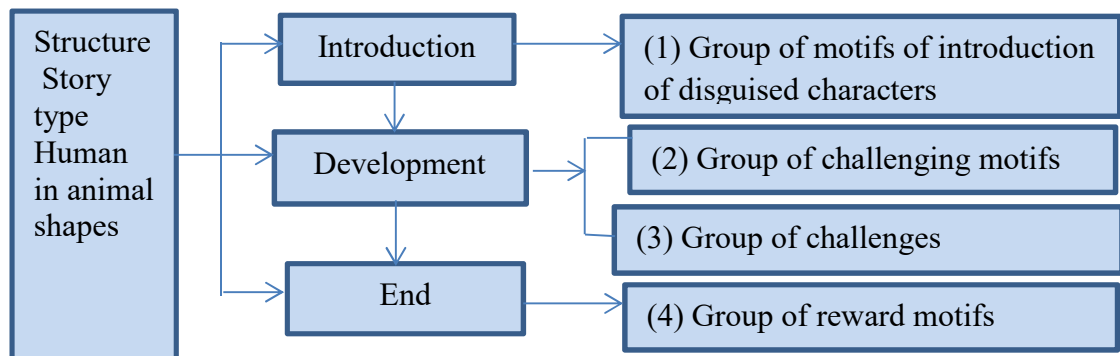 Structure
Story
type
Human
in animal
shapes
Introduction
(1) Group of motifs of introduction
of disguised characters
Development
(2) Group of challenging motifs
(3) Group of challenges
End
(4) Group of reward motifs